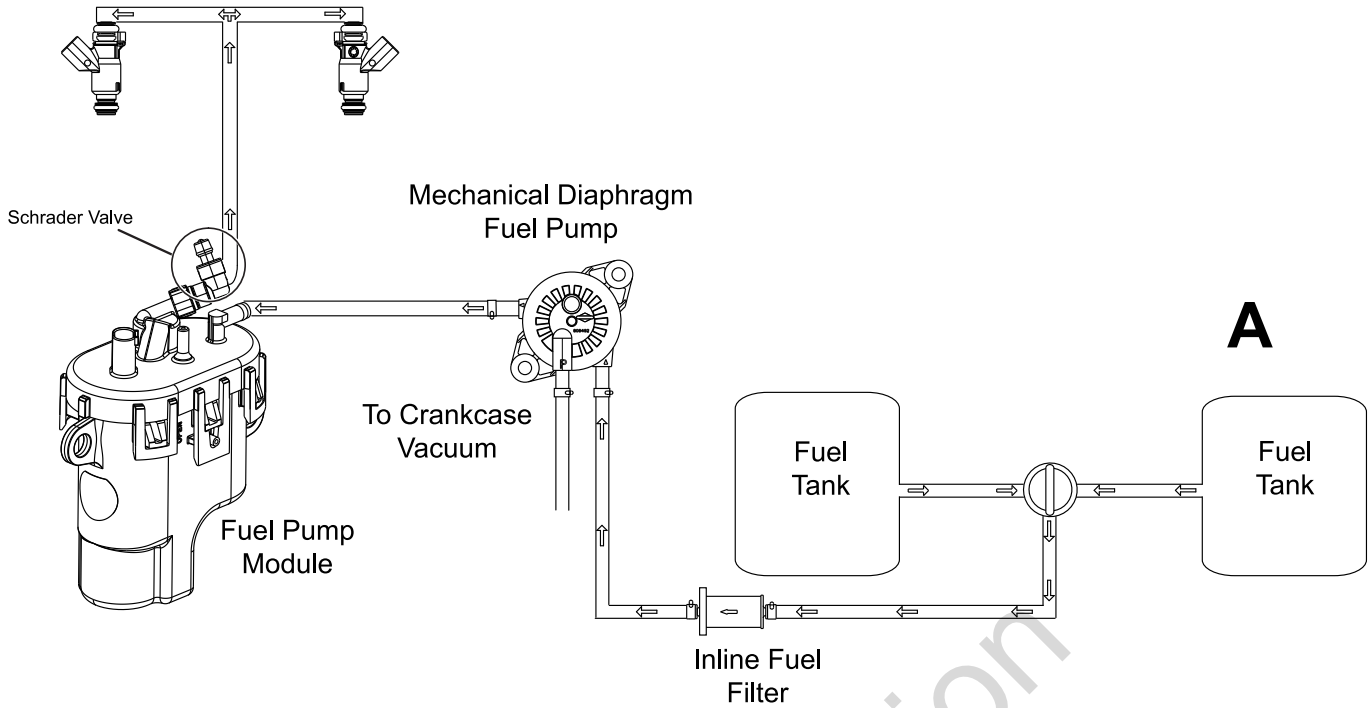 Mechanical Diaphragm
Fuel Pump
Schrader Valve
A
To Crankcase
Vacuum
Fuel
Tank
Fuel
Tank
Fuel Pump
Module
Inline Fuel
Filter